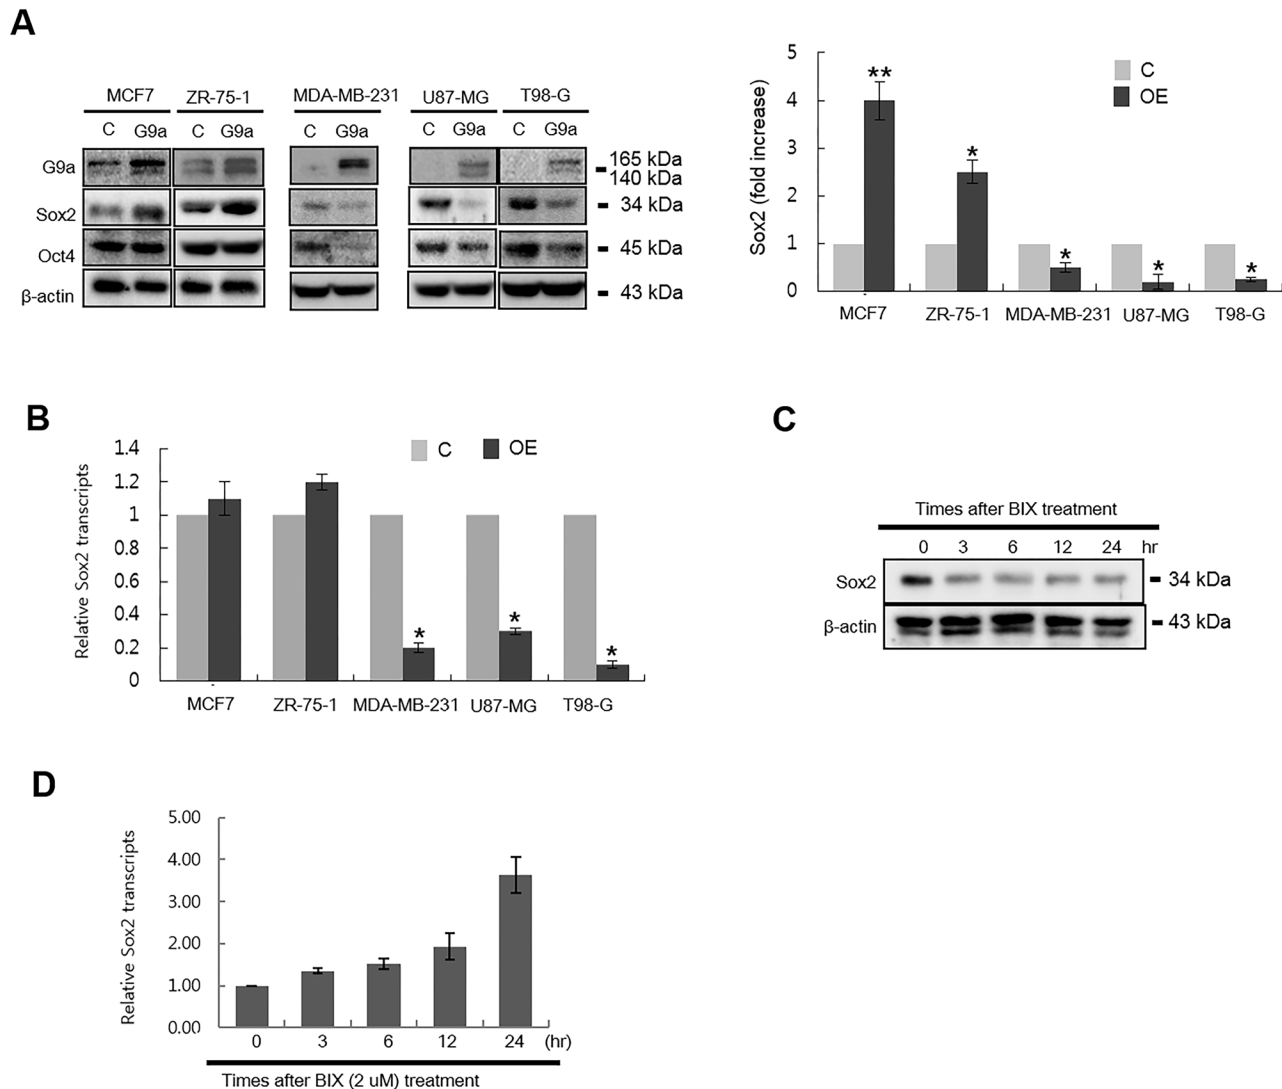 A
MCF7 ZR-75-1 MDA-MB-231 U87-MG T98-G
C G9a C G9a C G9a C G9a C G9a
G9a 165 kDa
140 kDa
Sox2 34 kDa
Oct4 45 kDa
β-actin 43 kDa
Sox2 (fold increase)
5
4
3
2
1
0
** * * * *
C
OE
MCF7 ZR-75-1 MDA-MB-231 U87-MG T98-G
B
Relative Sox2 transcripts
1.4
1.2
1
0.8
0.6
0.4
0.2
0
C OE
* * *
MCF7 ZR-75-1 MDA-MB-231 U87-MG T98-G
C
Times after BIX treatment
0 3 6 12 24 hr
Sox2 34 kDa
β-actin 43 kDa
D
Relative Sox2 transcripts
5.00
4.00
3.00
2.00
1.00
0.00
0 3 6 12 24 (hr)
Times after BIX (2 uM) treatment